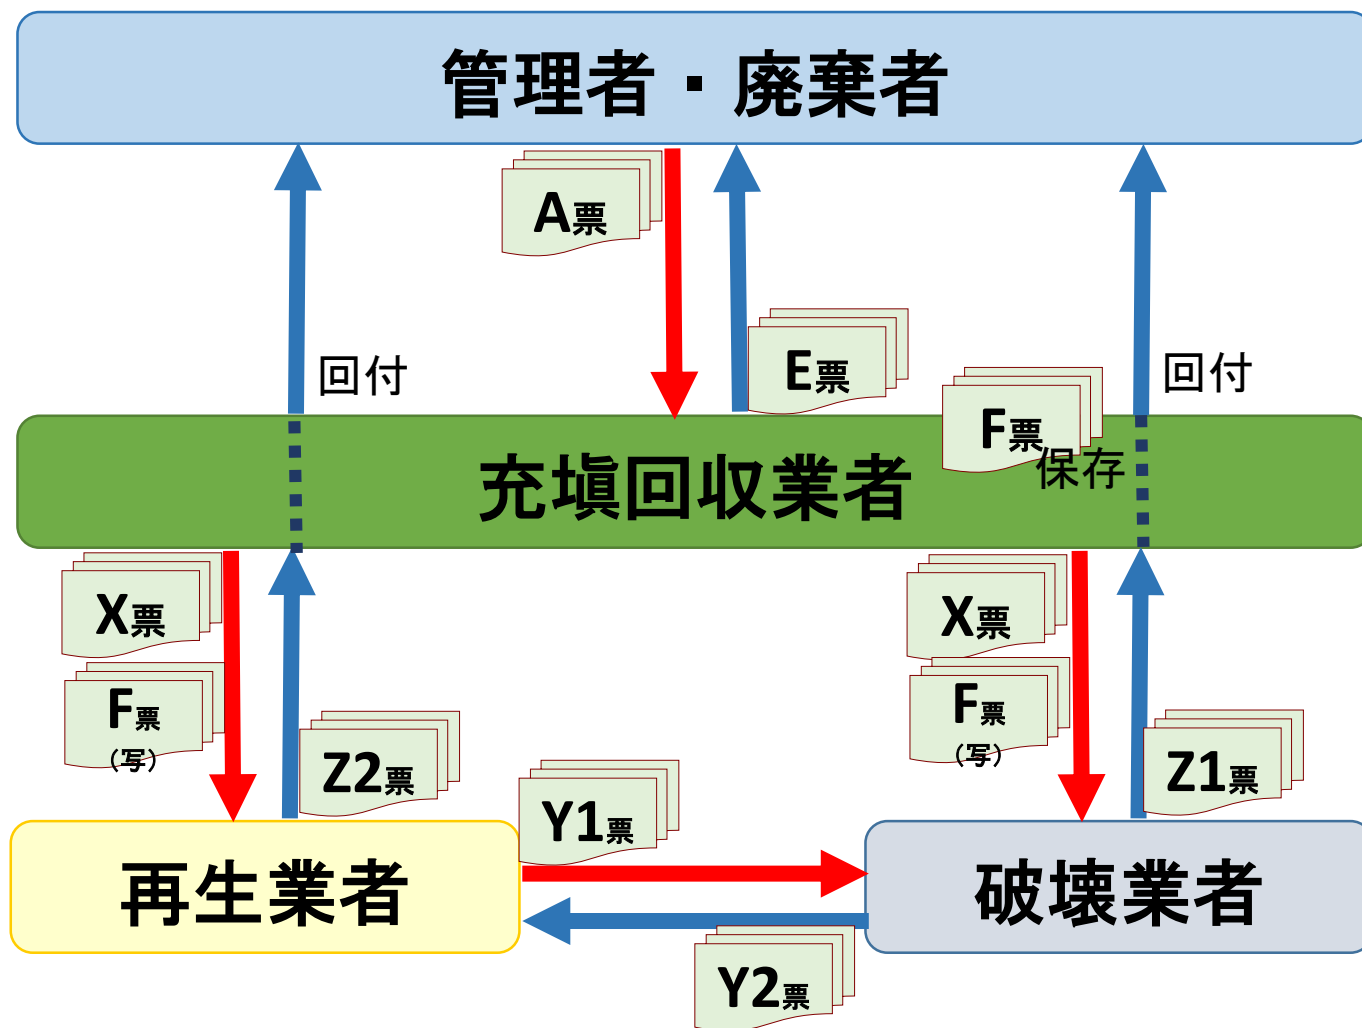 管理者・廃棄者
A票
E票
回付
回付
F票
保存
充塡回収業者
X票
F票
（写）
Z2票
X票
F票
（写）
Z1票
Y1票
再生業者
破壊業者
Y2票